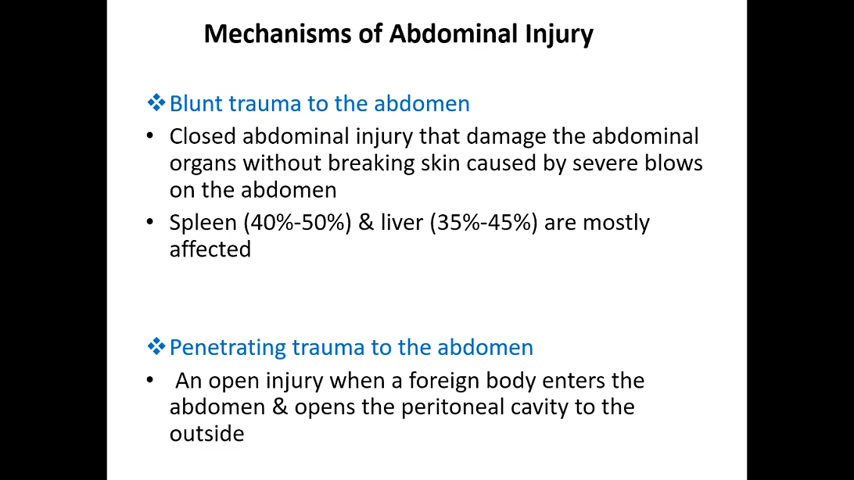 Mechanisms of Abdominal Injury
❖Blunt trauma to the abdomen
• Closed abdominal injury that damage the abdominal
organs without breaking skin caused by severe blows
on the abdomen
• Spleen (40%-50%) & liver (35%-45%) are mostly
affected
❖Penetrating trauma to the abdomen
• An open injury when a foreign body enters the
abdomen & opens the peritoneal cavity to the
outside